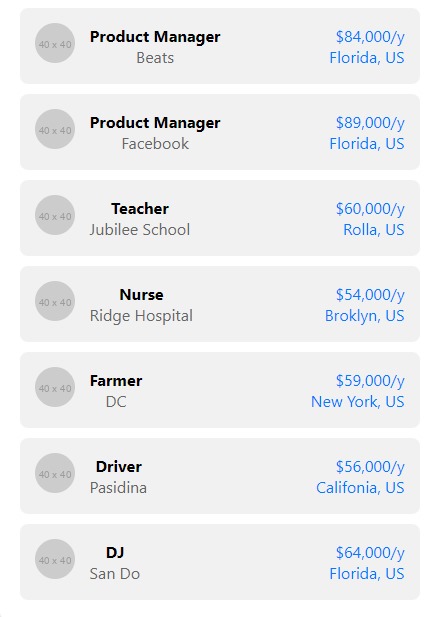 40 x 40
Product Manager
Beats
$84,000/y
Florida, US
40 x 40
Product Manager
Facebook
$89,000/y
Florida, US
40 x 40
Teacher
Jubilee School
$60,000/y
Rolla, US
40 x 40
Nurse
Ridge Hospital
$54,000/y
Broklyn, US
40 x 40
Farmer
DC
$59,000/y
New York, US
40 x 40
Driver
Pasidina
$56,000/y
Califonia, US
40 x 40
DJ
San Do
$64,000/y
Florida, US